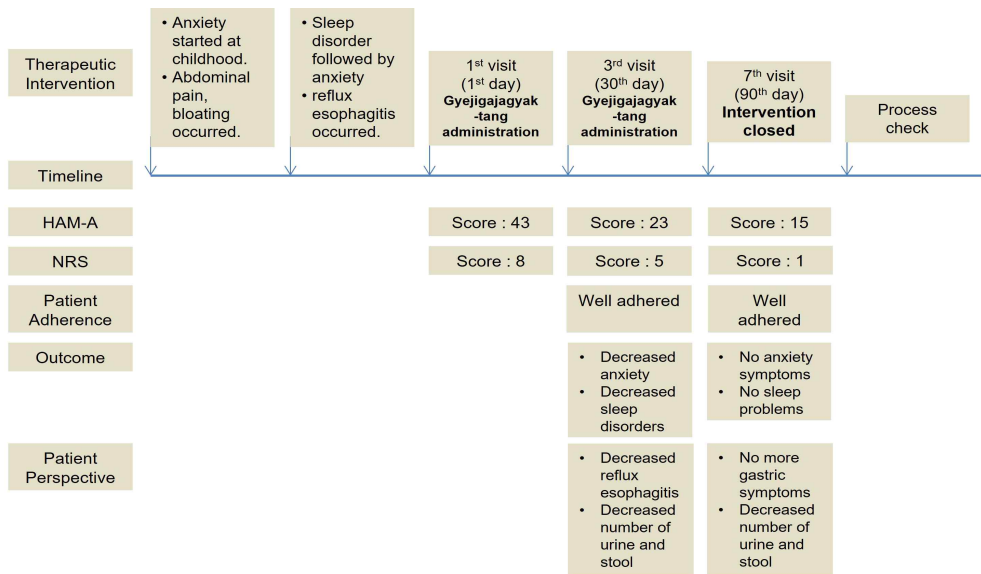 Therapeutic
Intervention
• Anxiety
started at
childhood.
• Abdominal
pain,
bloating
occurred.
• Sleep
disorder
followed by
anxiety
• reflux
esophagitis
occurred.
1st visit
(1st day)
Gyejigajagyak
-tang
administration
3rd visit
(30th day)
Gyejigajagyak
-tang
administration
7th visit
(90th day)
Intervention
closed
Process
check
Timeline
HAM-A
Score : 43
Score : 23
Score : 15
NRS
Score : 8
Score : 5
Score : 1
Patient
Adherence
Well adhered
Well
adhered
Outcome
• Decreased
anxiety
• Decreased
sleep
disorders
• No anxiety
symptoms
• No sleep
problems
Patient
Perspective
• Decreased
reflux
esophagitis
• Decreased
number of
urine and
stool
• No more
gastric
symptoms
• Decreased
number of
urine and
stool